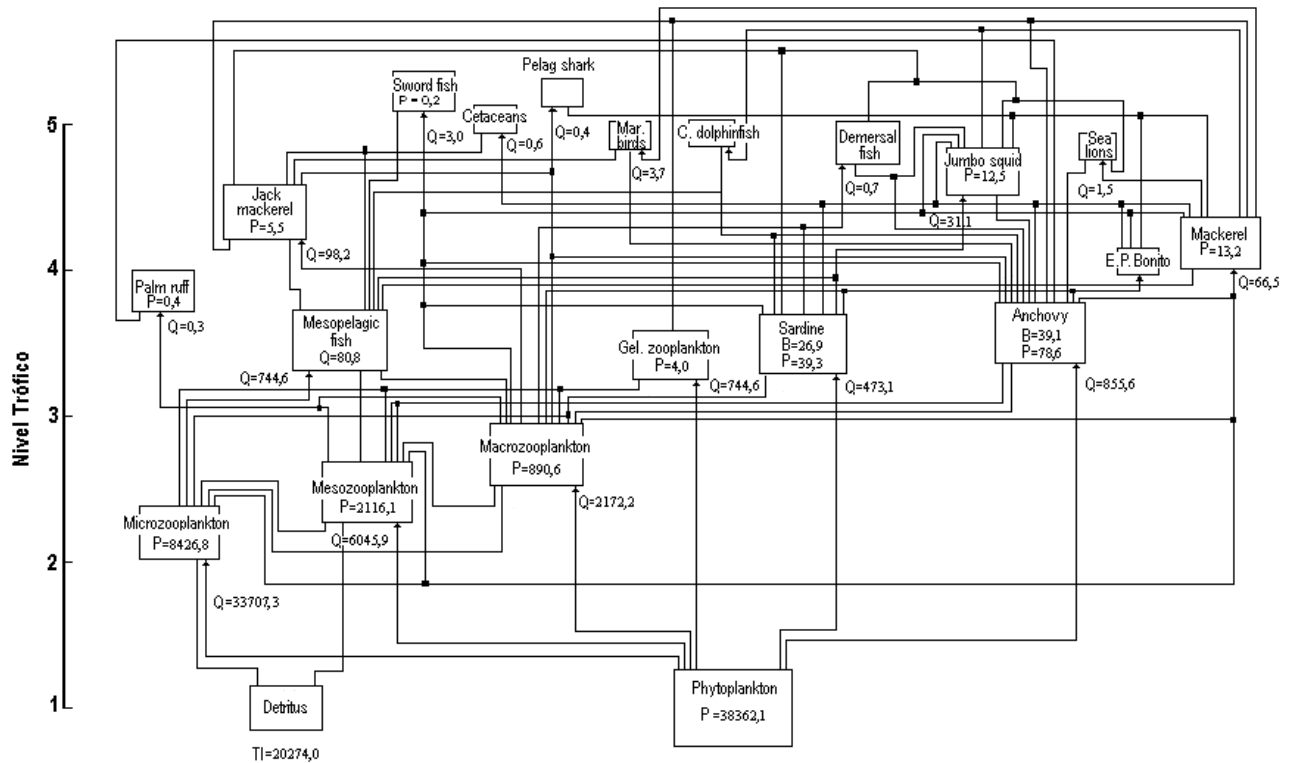 Pelag shark
Sword fish
P = 0,2
Cetaceans
Q=3,0
Q=0,6
Q=0,4
Mar.
birds
Q=3,7
C. dolphinfish
Demersal
fish
Q=0,7
Jumbo squid
P=12,5
Q=31,1
Sea
lions
Q=1,5
5
Jack
mackerel
P=5,5
Q=98,2
Mackerel
P=13,2
Q=66,5
E.P. Bonito
4
Palm ruff
P=0,4
Q=0,3
Mesopelagic
fish
Q=80,8
Q=744,6
Gel. zooplankton
P=4,0
Q=744,6
Sardine
B=26,9
P=39,3
Q=473,1
Anchovy
B=39,1
P=78,6
Q=855,6
Nivel Trófico
3
Macrozooplankton
P=890,6
Q=2172,2
Mesozooplankton
P=2116,1
Q=6045,9
Microzooplankton
P=8426,8
Q=33707,3
2
1
Detritus
TI=20274,0
Phytoplankton
P =38362,1